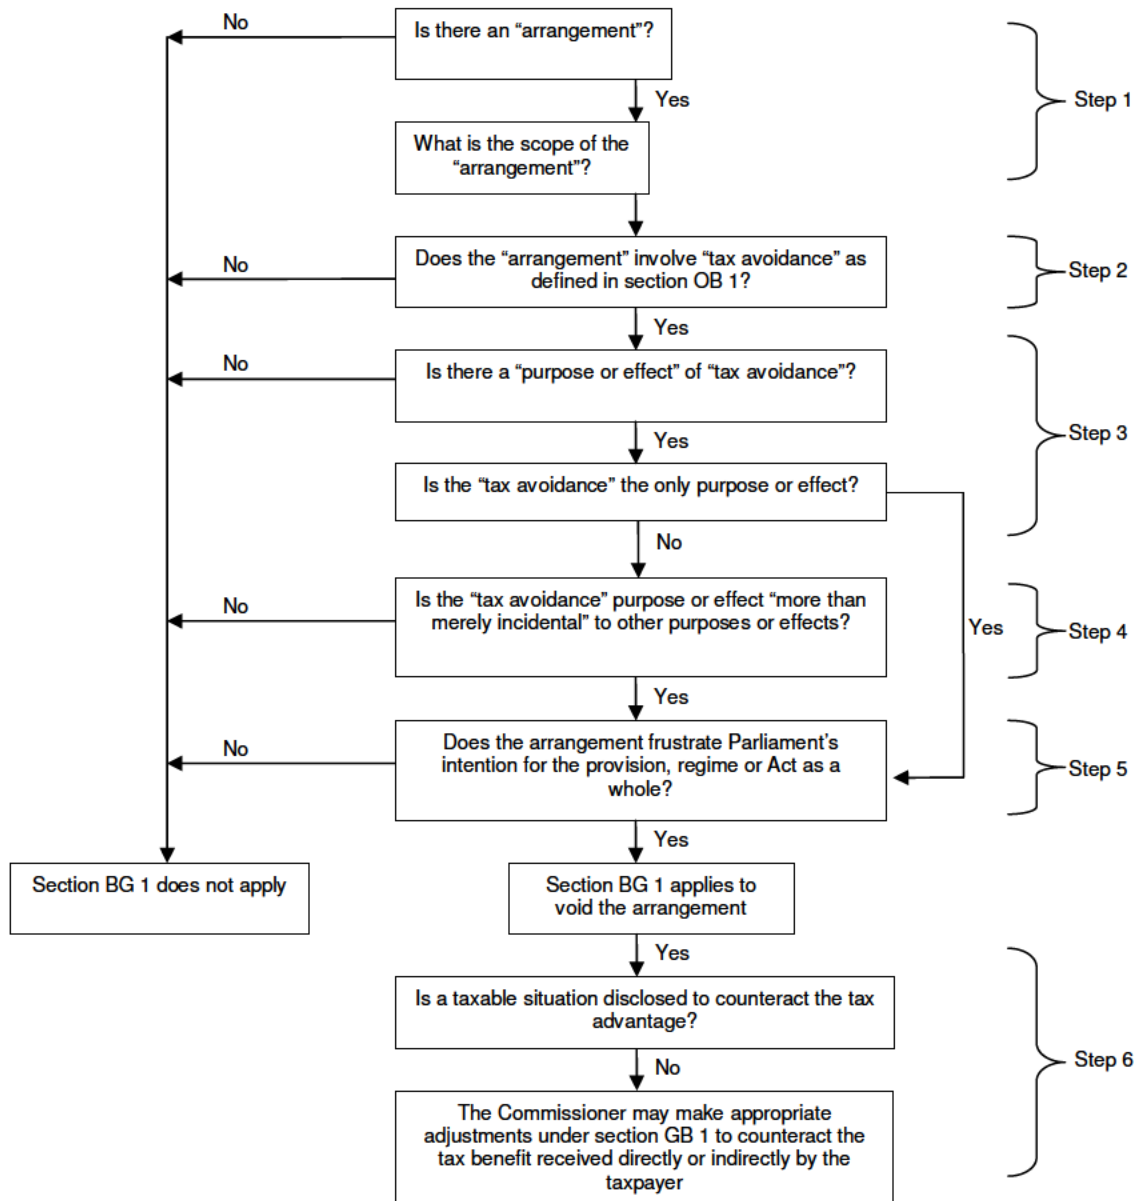 No
Is there an “arrangement”?
Yes
Step 1
What is the scope of the
“arrangement”?
No
Does the “arrangement” involve “tax avoidance” as
defined in section OB 1?
Step 2
Yes
No
Is there a “purpose or effect” of “tax avoidance”?
Step 3
Yes
Is the “tax avoidance” the only purpose or effect?
No
No
Is the “tax avoidance” purpose or effect “more than
merely incidental” to other purposes or effects?
Yes
Step 4
Yes
No
Does the arrangement frustrate Parliament’s
intention for the provision, regime or Act as a
whole?
Step 5
Yes
Section BG 1 does not apply
Section BG 1 applies to
void the arrangement
Yes
Is a taxable situation disclosed to counteract the tax
advantage?
Step 6
No
The Commissioner may make appropriate
adjustments under section GB 1 to counteract the
tax benefit received directly or indirectly by the
taxpayer